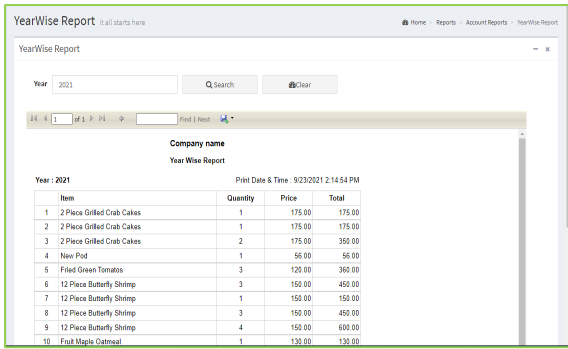 YearWise Report it all starts here
Home > Reports > Account Reports > YearWise Report
YearWise Report
Year 2021 Search Clear
1 of 1 Find | Next
Company name
Year Wise Report
Year : 2021 Print Date & Time : 9/23/2021 2:14:54 PM
Item Quantity Price Total
1 2 Piece Grilled Crab Cakes 1 175.00 175.00
2 2 Piece Grilled Crab Cakes 1 175.00 175.00
3 2 Piece Grilled Crab Cakes 2 175.00 350.00
4 New Pod 1 56.00 56.00
5 Fried Green Tomatos 3 120.00 360.00
6 12 Piece Butterfly Shrimp 3 150.00 450.00
7 12 Piece Butterfly Shrimp 1 150.00 150.00
8 12 Piece Butterfly Shrimp 3 150.00 450.00
9 12 Piece Butterfly Shrimp 4 150.00 600.00
10 Fruit Maple Oatmeal 1 130.00 130.00